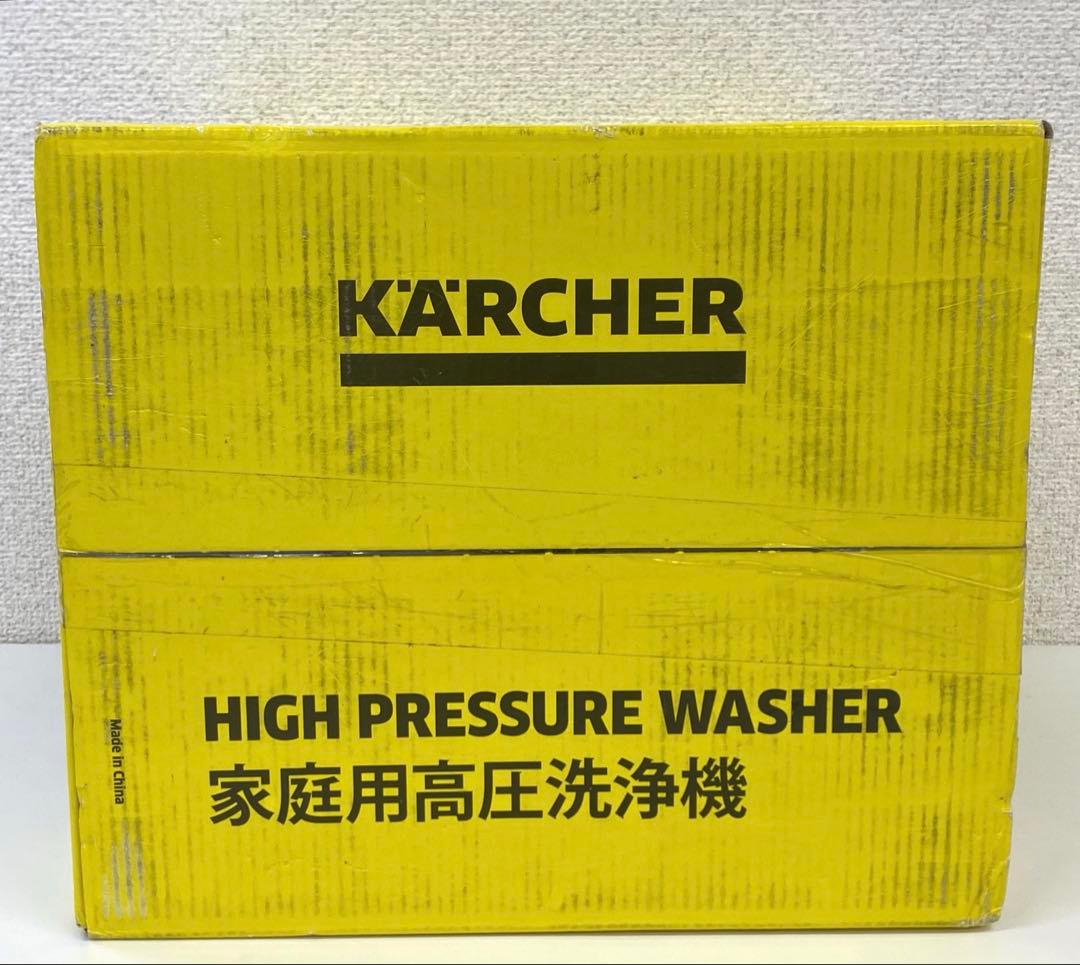 KÄRCHER
HIGH PRESSURE WASHER
家庭用高圧洗浄機
Made in China